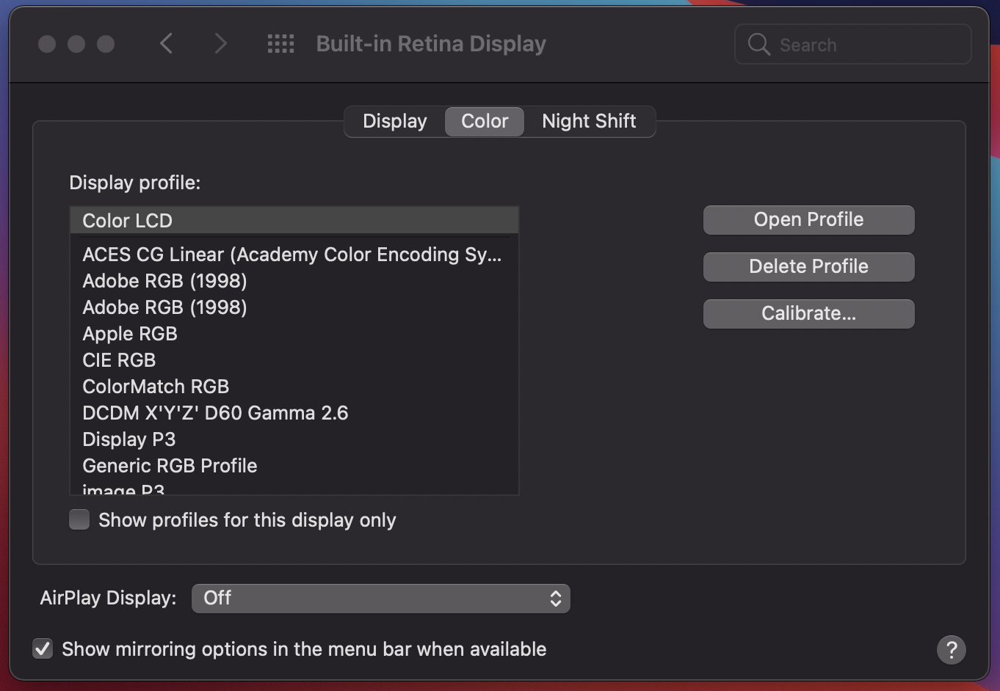 Built-in Retina Display
Search
Display
Color
Night Shift
Display profile:
Color LCD
ACES CG Linear (Academy Color Encoding Sy...
Adobe RGB (1998)
Adobe RGB (1998)
Apple RGB
CIE RGB
ColorMatch RGB
DCDM X'Y'Z' D60 Gamma 2.6
Display P3
Generic RGB Profile
image P3
Open Profile
Delete Profile
Calibrate...
Show profiles for this display only
AirPlay Display:
Off
Show mirroring options in the menu bar when available
?